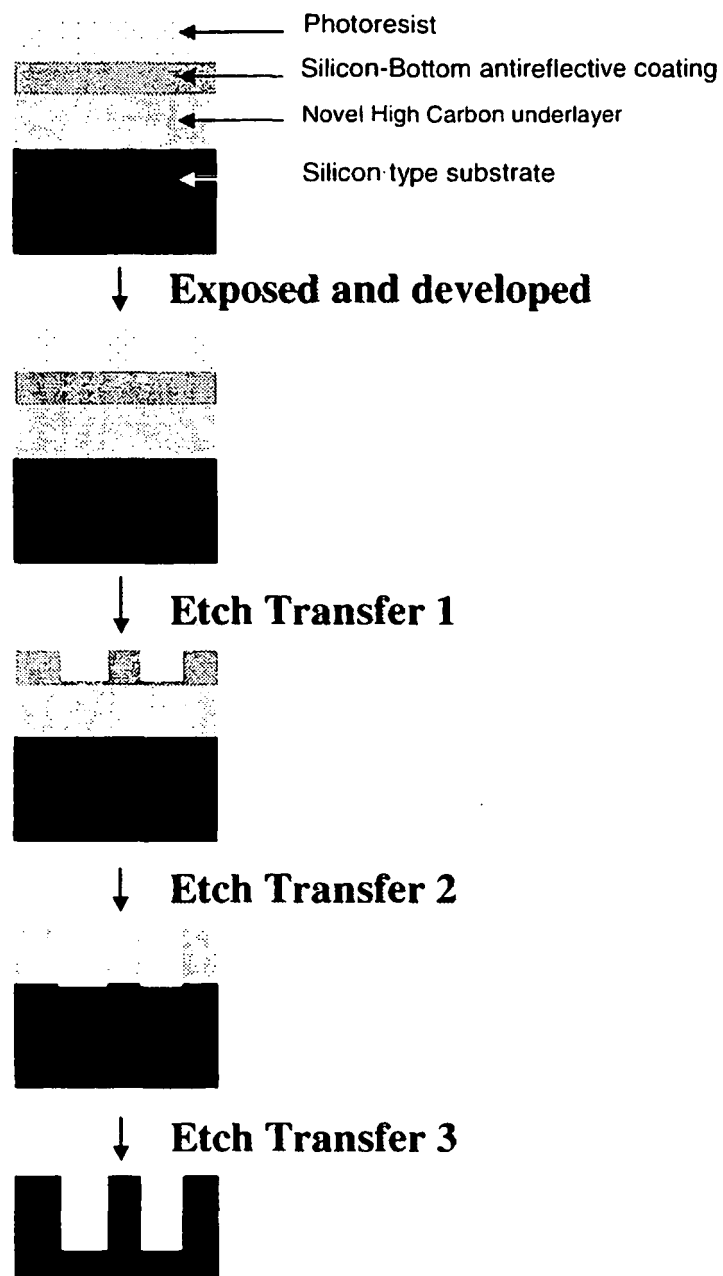 Photoresist
Silicon-Bottom antireflective coating
Novel High Carbon underlayer
Silicon type substrate
Exposed and developed
Etch Transfer 1
Etch Transfer 2
Etch Transfer 3